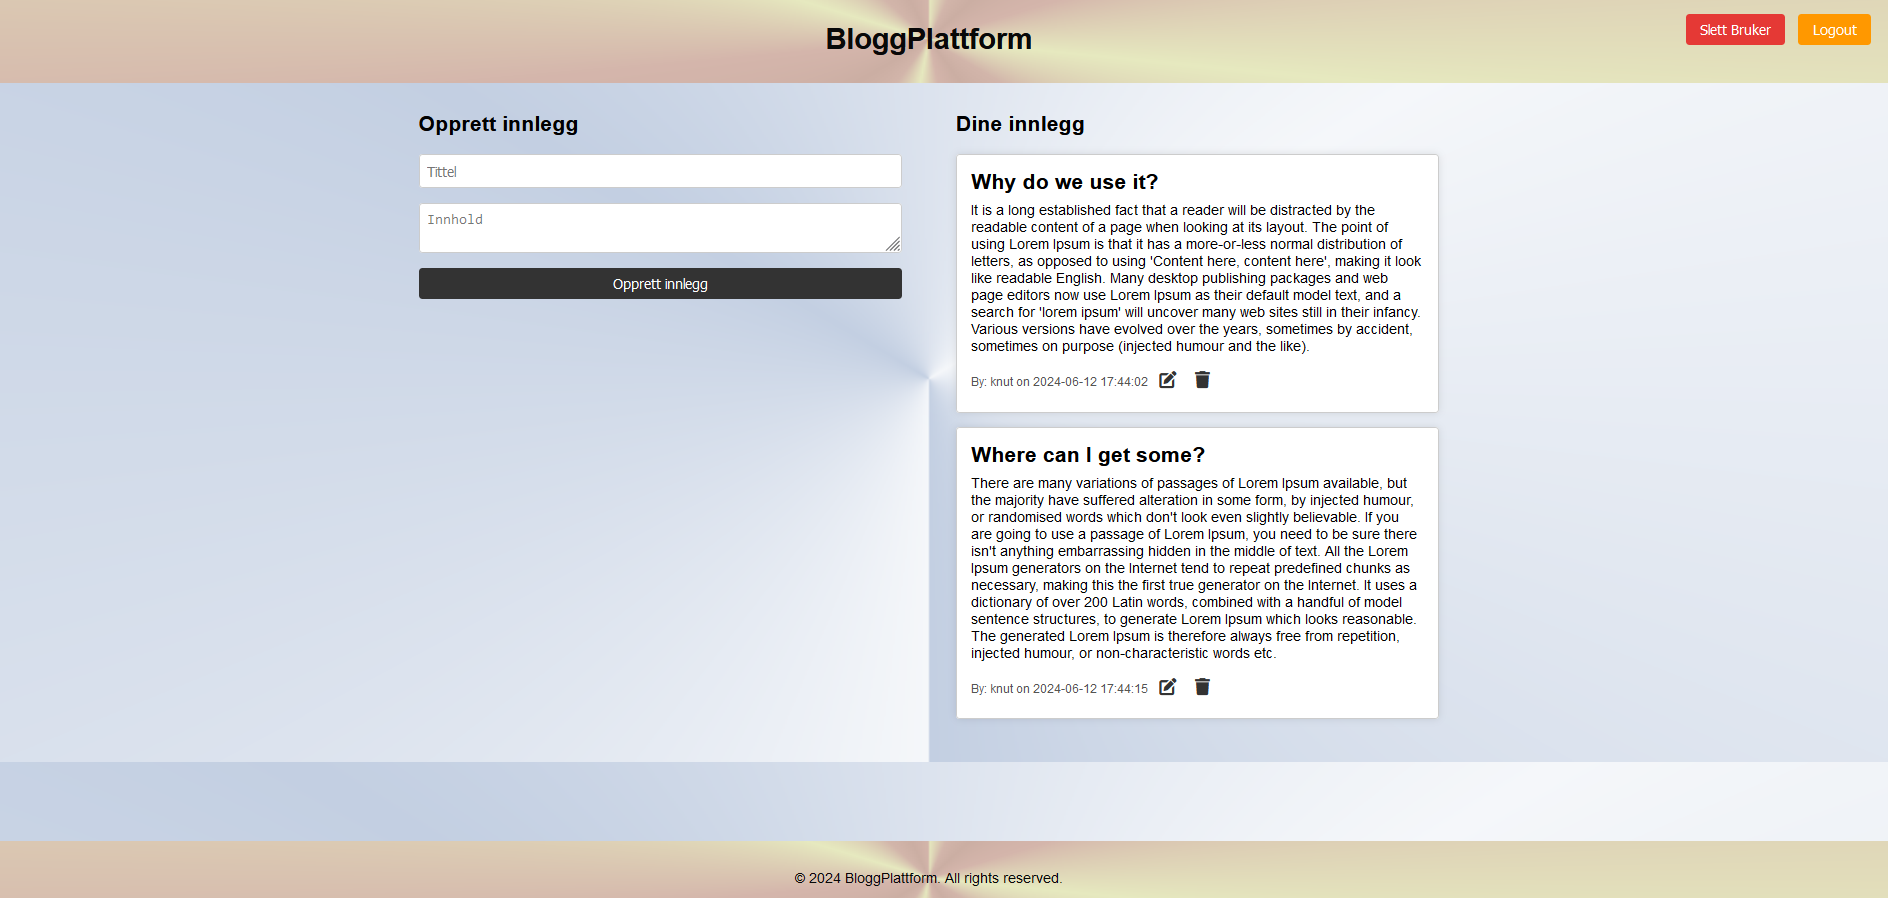 BloggPlattform
Slett Bruker
Logout
Opprett innlegg
Tittel
Innhold
Opprett innlegg
Dine innlegg
Why do we use it?
It is a long established fact that a reader will be distracted by the
readable content of a page when looking at its layout. The point of
using Lorem Ipsum is that it has a more-or-less normal distribution of
letters, as opposed to using 'Content here, content here', making it look
like readable English. Many desktop publishing packages and web
page editors now use Lorem Ipsum as their default model text, and a
search for 'lorem ipsum' will uncover many web sites still in their infancy.
Various versions have evolved over the years, sometimes by accident,
sometimes on purpose (injected humour and the like).
By: knut on 2024-06-12 17:44:02
Where can I get some?
There are many variations of passages of Lorem Ipsum available, but
the majority have suffered alteration in some form, by injected humour,
or randomised words which don't look even slightly believable. If you
are going to use a passage of Lorem Ipsum, you need to be sure there
isn't anything embarrassing hidden in the middle of text. All the Lorem
Ipsum generators on the Internet tend to repeat predefined chunks as
necessary, making this the first true generator on the Internet. It uses a
dictionary of over 200 Latin words, combined with a handful of model
sentence structures, to generate Lorem Ipsum which looks reasonable.
The generated Lorem Ipsum is therefore always free from repetition,
injected humour, or non-characteristic words etc.
By: knut on 2024-06-12 17:44:15
© 2024 BloggPlattform. All rights reserved.